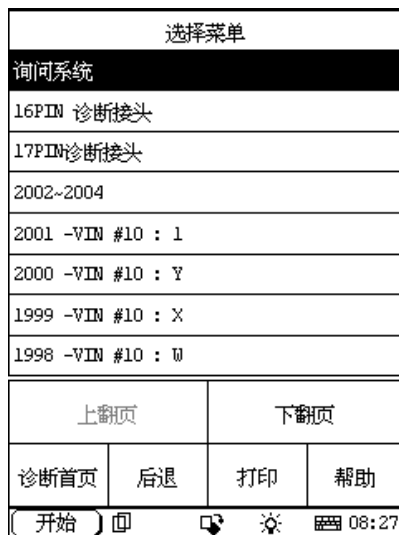 选择菜单
询问系统
16PIN 诊断接头
17PIN诊断接头
2002~2004
2001 -VIN #10 : 1
2000 -VIN #10 : Y
1999 -VIN #10 : X
1998 -VIN #10 : W
上翻页 下翻页
诊断首页 后退 打印 帮助
开始 08:27